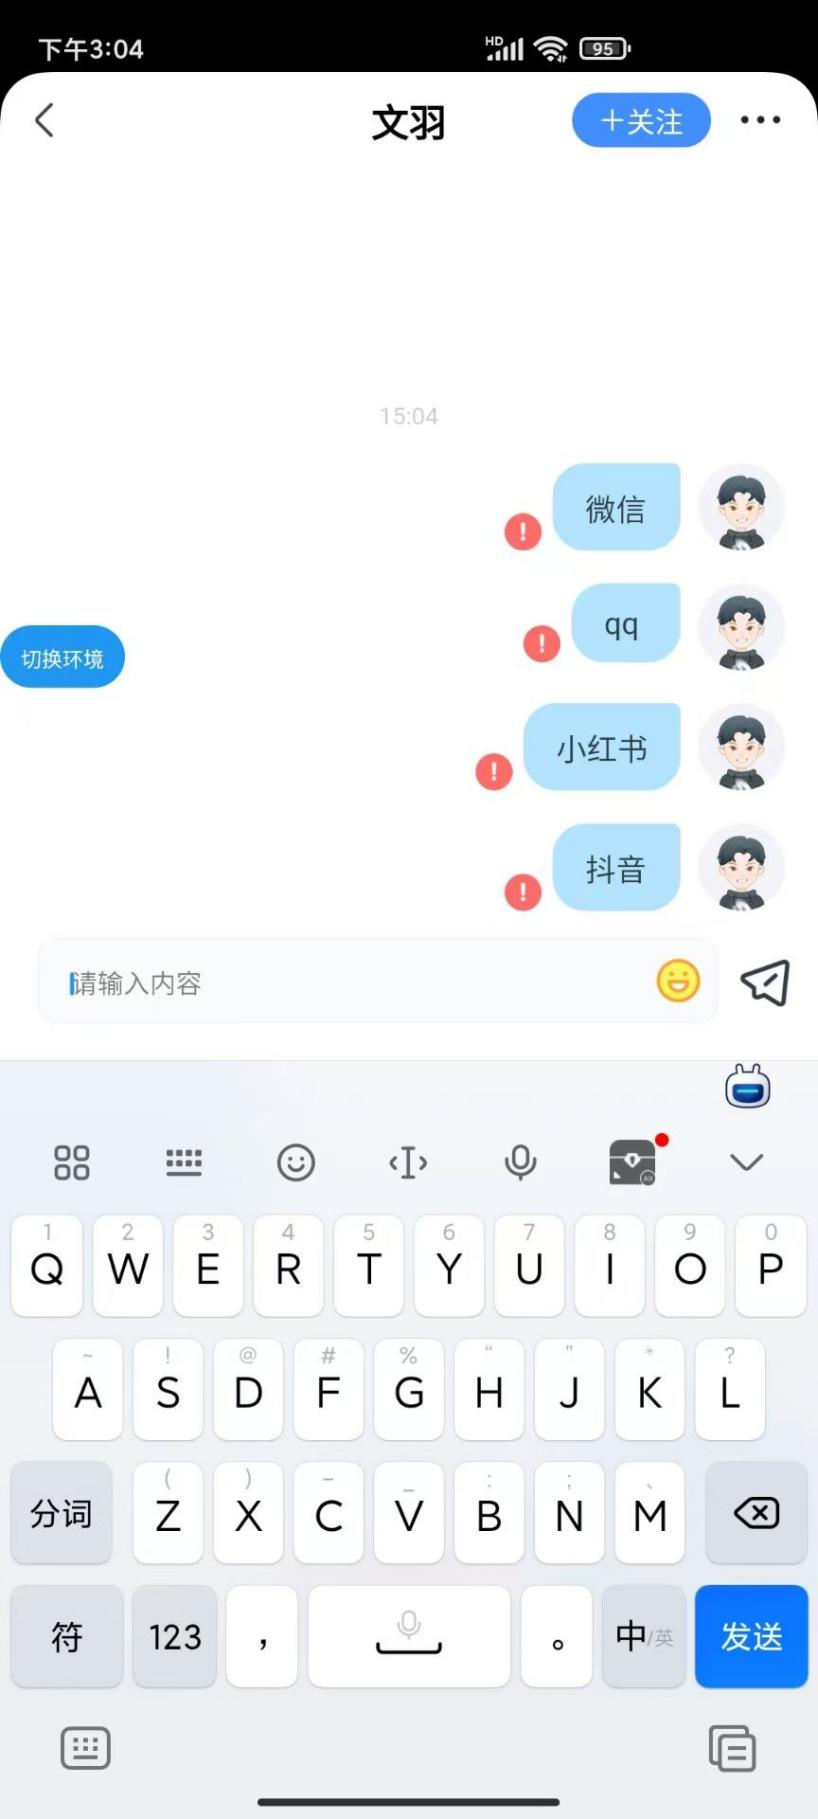 下午3:04 HD 95
文羽 +关注
15:04
微信
qq
切换环境
小红书
抖音
请输入内容
1 2 3 4 5 6 7 8 9 0
Q W E R T Y U I O P
~ ! @ # % “ ” * ?
A S D F G H J K L
( ) - _ : ; 、
分词 Z X C V B N M
符 123 , 。 中/英 发送